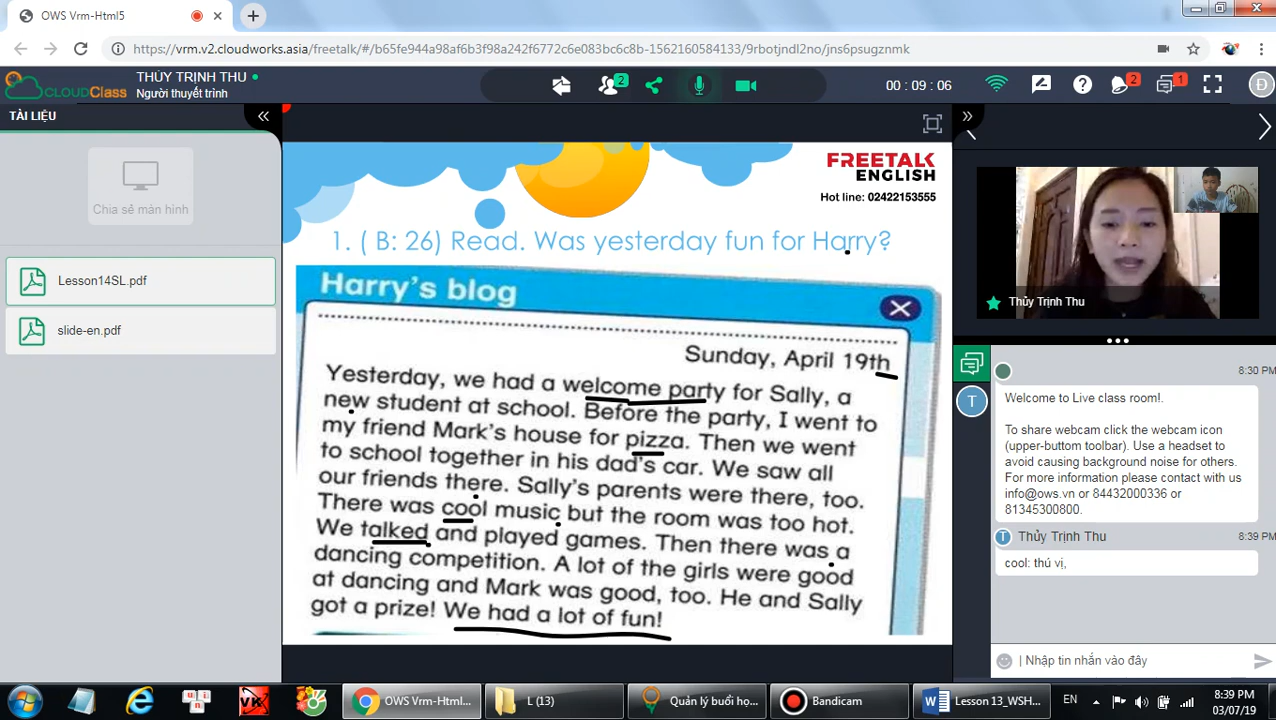 OWS Vrm-Html5
https://vrm.v2.cloudworks.asia/freetalk/#/b65fe944a98af6b3f98a242f6772c6e083bc6c8b-1562160584133/9rbotjndl2no/jns6psugznmk
CLOUDClass
THÙY TRỊNH THU
Người thuyết trình
2
00 : 09 : 06
2
1
Đ
TÀI LIỆU
Chia sẻ màn hình
Lesson14SL.pdf
slide-en.pdf
FREETALK
ENGLISH
Hot line: 02422153555
1. ( B: 26) Read. Was yesterday fun for Harry?
Harry's blog
Sunday, April 19th
Yesterday, we had a welcome party for Sally, a
new student at school. Before the party, I went to
my friend Mark's house for pizza. Then we went
to school together in his dad's car. We saw all
our friends there. Sally's parents were there, too.
There was cool music but the room was too hot.
We talked and played games. Then there was a
dancing competition. A lot of the girls were good
at dancing and Mark was good, too. He and Sally
got a prize! We had a lot of fun!
Thủy Trịnh Thu
8:30 PM
Welcome to Live class room!.
To share webcam click the webcam icon
(upper-buttom toolbar). Use a headset to
avoid causing background noise for others.
For more information please contact with us
info@ows.vn or 84432000336 or
81345300800.
T
T Thủy Trịnh Thu 8:39 PM
cool: thú vị,
Nhập tin nhắn vào đây
OWS Vrm-Html...
L (13)
Quản lý buổi họ...
Bandicam
Lesson 13_WSH...
EN
8:39 PM
03/07/19